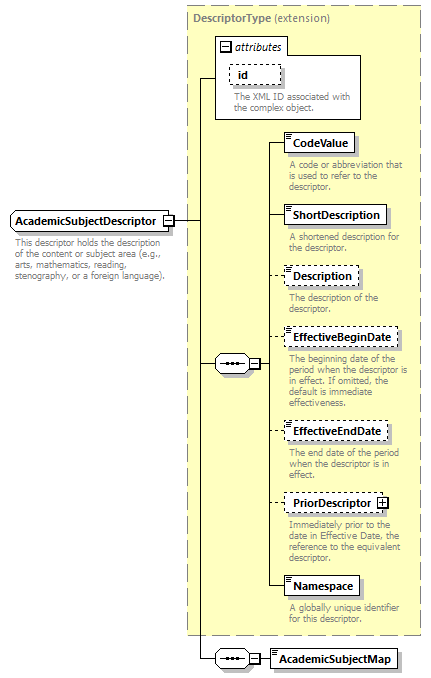 DescriptorType (extension)
attributes
id
The XML ID associated with
the complex object.
CodeValue
A code or abbreviation that
is used to refer to the
descriptor.
ShortDescription
A shortened description for
the descriptor.
AcademicSubjectDescriptor
This descriptor holds the description
of the content or subject area (e.g.,
arts, mathematics, reading,
stenography, or a foreign language).
Description
The description of the
descriptor.
EffectiveBeginDate
The beginning date of the
period when the descriptor is
in effect. If omitted, the
default is immediate
effectiveness.
EffectiveEndDate
The end date of the period
when the descriptor is in
effect.
PriorDescriptor
Immediately prior to the
date in Effective Date, the
reference to the equivalent
descriptor.
Namespace
A globally unique identifier
for this descriptor.
AcademicSubjectMap